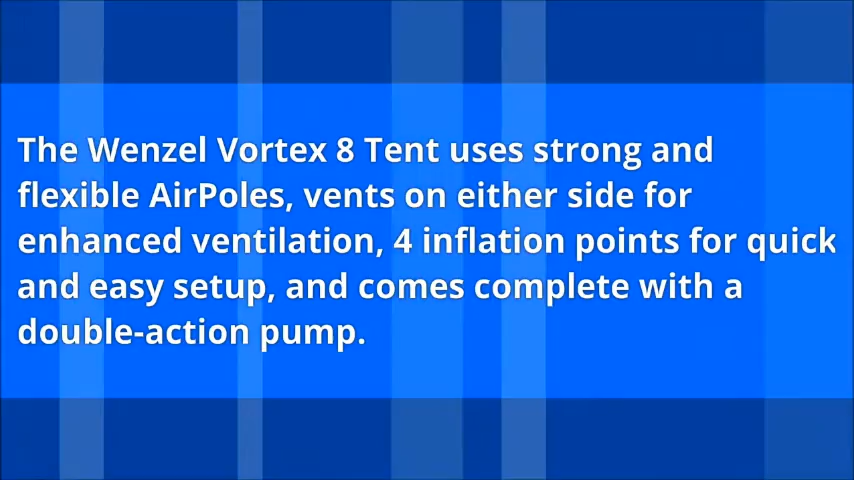 The Wenzel Vortex 8 Tent uses strong and
flexible AirPoles, vents on either side for
enhanced ventilation, 4 inflation points for quick
and easy setup, and comes complete with a
double-action pump.